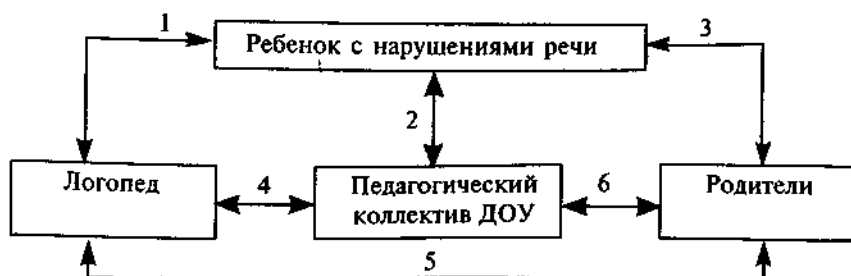 1
Ребенок с нарушениями речи
3
2
Логопед
4
Педагогический
коллектив ДОУ
6
Родители
5